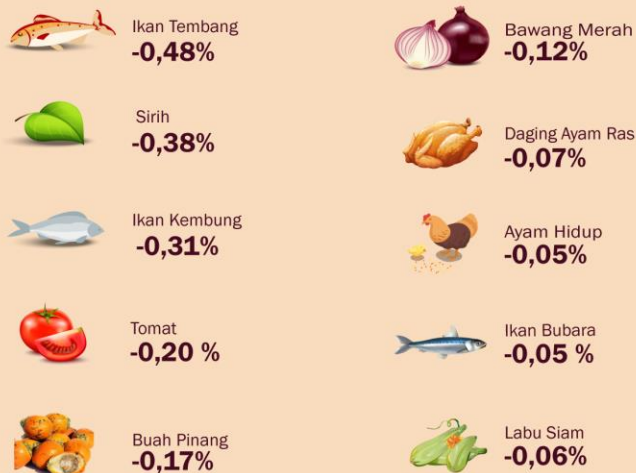 Ikan Tembang
-0,48%
Sirih
-0,38%
Ikan Kembung
-0,31%
Tomat
-0,20 %
Buah Pinang
-0,17%
Bawang Merah
-0,12%
Daging Ayam Ras
-0,07%
Ayam Hidup
-0,05%
Ikan Bubara
-0,05 %
Labu Siam
-0,06%